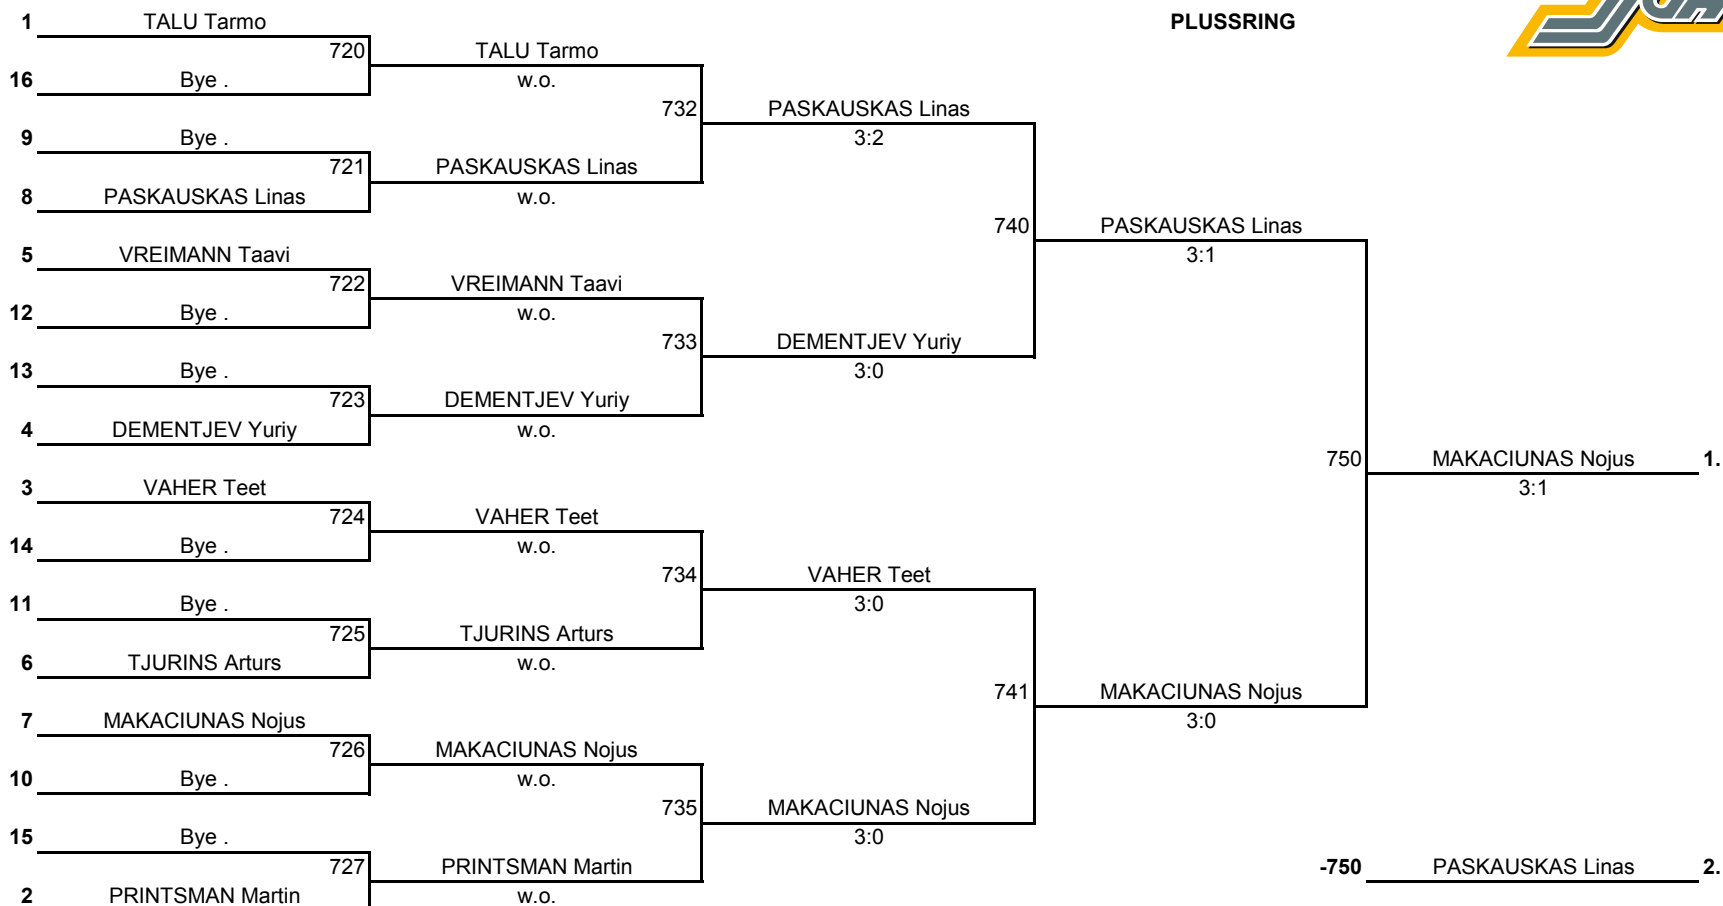 1 TALU Tarmo PLUSSRING
720 TALU Tarmo
16 Bye . w.o.
732 PASKAUSKAS Linas
9 Bye . 3:2
721 PASKAUSKAS Linas
8 PASKAUSKAS Linas w.o.
740 PASKAUSKAS Linas
5 VREIMANN Taavi 3:1
722 VREIMANN Taavi
12 Bye . w.o.
733 DEMENTJEV Yuriy
13 Bye . 3:0
723 DEMENTJEV Yuriy
4 DEMENTJEV Yuriy w.o.
750 MAKACIUNAS Nojus 1.
3 VAHER Teet 3:1
724 VAHER Teet
14 Bye . w.o.
734 VAHER Teet
11 Bye . 3:0
725 TJURINS Arturs
6 TJURINS Arturs w.o.
741 MAKACIUNAS Nojus
7 MAKACIUNAS Nojus 3:0
726 MAKACIUNAS Nojus
10 Bye . w.o.
735 MAKACIUNAS Nojus
15 Bye . 3:0
727 PRINTSMAN Martin -750 PASKAUSKAS Linas 2.
2 PRINTSMAN Martin w.o.